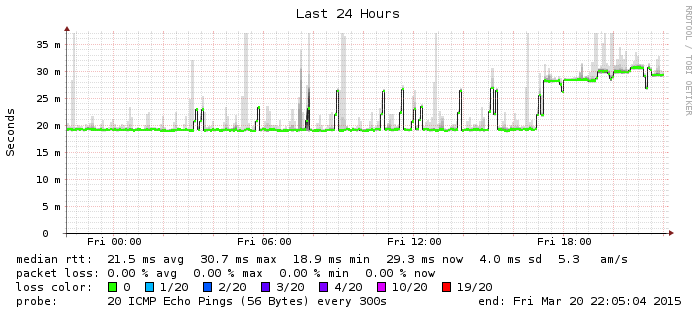 Last 24 Hours
RRDTOOL / TOBI OETIKER
Seconds
35 m
30 m
25 m
20 m
15 m
10 m
5 m
0
Fri 00:00 Fri 06:00 Fri 12:00 Fri 18:00
median rtt: 21.5 ms avg 30.7 ms max 18.9 ms min 29.3 ms now 4.0 ms sd 5.3 am/s
packet loss: 0.00 % avg 0.00 % max 0.00 % min 0.00 % now
loss color: 0 1/20 2/20 3/20 4/20 10/20 19/20
probe: 20 ICMP Echo Pings (56 Bytes) every 300s end: Fri Mar 20 22:05:04 2015